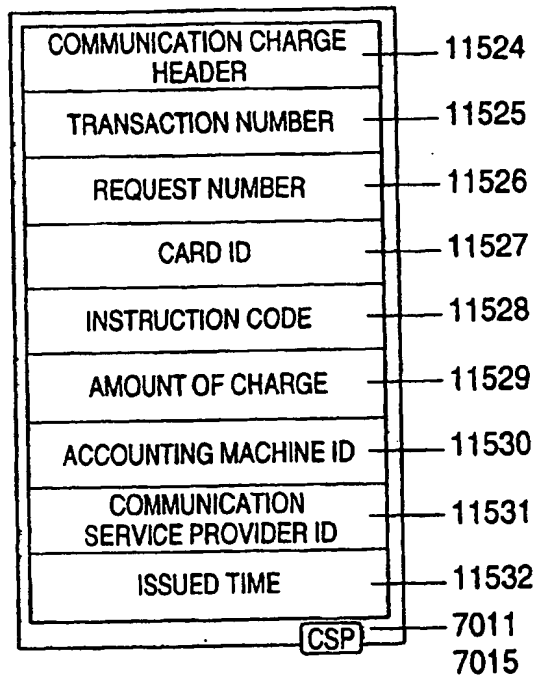 COMMUNICATION CHARGE
HEADER
11524
TRANSACTION NUMBER
11525
REQUEST NUMBER
11526
CARD ID
11527
INSTRUCTION CODE
11528
AMOUNT OF CHARGE
11529
ACCOUNTING MACHINE ID
11530
COMMUNICATION
SERVICE PROVIDER ID
11531
ISSUED TIME
11532
CSP
7011
7015